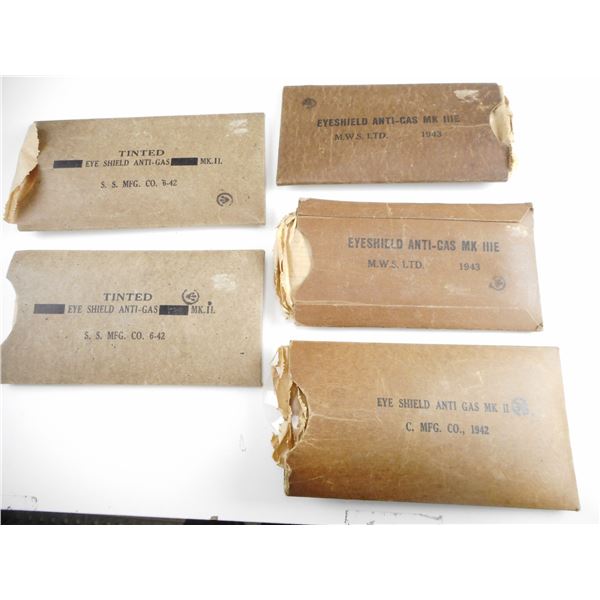 TINTED
EYE SHIELD ANTI-GAS MK.II.
S. S. MFG. CO. 6-42
TINTED
EYE SHIELD ANTI-GAS MK.II.
S. S. MFG. CO. 6-42
EYESHIELD ANTI-GAS MK IIIE
M.W.S. LTD. 1943
EYESHIELD ANTI-GAS MK IIIE
M.W.S. LTD. 1943
EYE SHIELD ANTI GAS MK II
C. MFG. CO., 1942